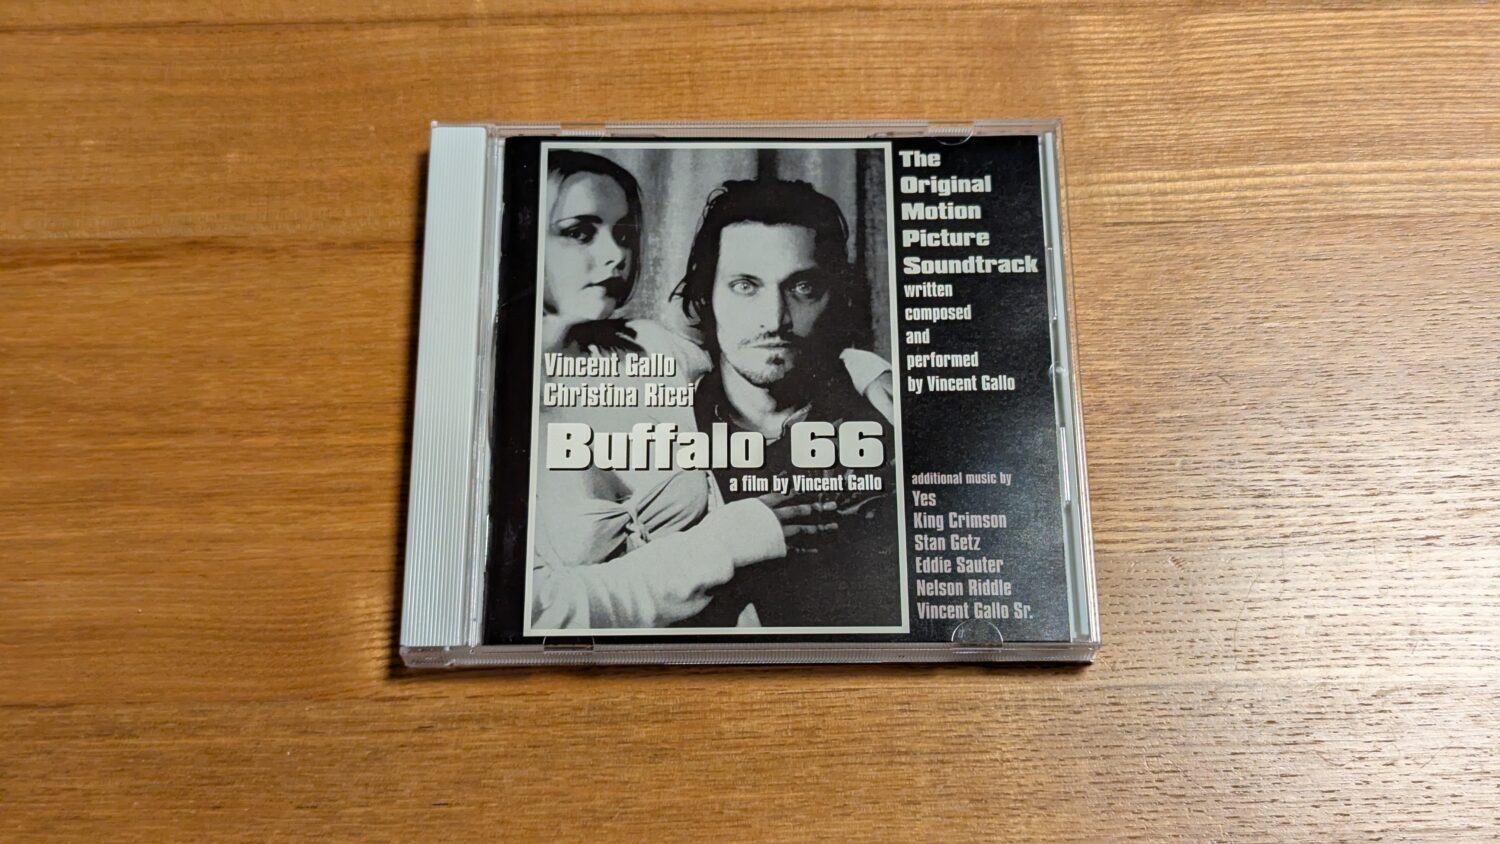 Vincent Gallo
Christina Ricci
Buffalo 66
a film by Vincent Gallo
The
Original
Motion
Picture
Soundtrack
written
composed
and
performed
by Vincent Gallo
additional music by
Yes
King Crimson
Stan Getz
Eddie Sauter
Nelson Riddle
Vincent Gallo Sr.